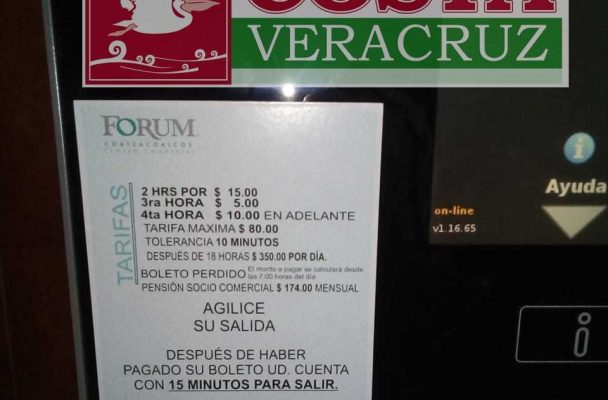 COSTA
VERACRUZ
FORUM
COATZACOALCOS
CENTRO COMERCIAL
TARIFAS
2 HRS POR $ 15.00
3ra HORA $ 5.00
4ta HORA $ 10.00 EN ADELANTE
TARIFA MAXIMA $ 80.00
TOLERANCIA 10 MINUTOS
DESPUÉS DE 18 HORAS $ 350.00 POR DÍA.
BOLETO PERDIDO El monto a pagar se calculará desde
las 7:00 horas del día
PENSIÓN SOCIO COMERCIAL $ 174.00 MENSUAL
AGILICE
SU SALIDA
DESPUÉS DE HABER
PAGADO SU BOLETO UD. CUENTA
CON 15 MINUTOS PARA SALIR.
i
Ayuda
on-line
v1.16.65
i